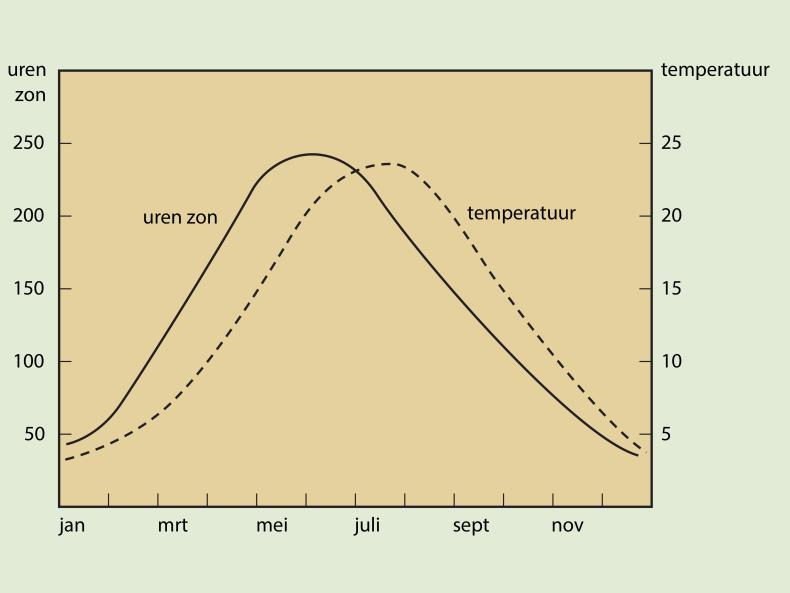 uren
zon
temperatuur
250
25
200
uren zon
temperatuur
20
150
15
100
10
50
5
jan
mrt
mei
juli
sept
nov